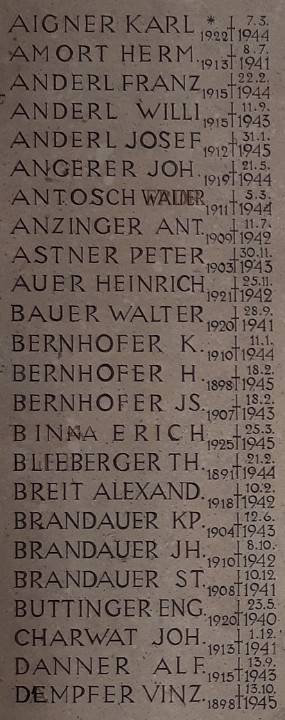 AIGNER KARL * 1922 † 7.3. 1944
AMORT HERM. 1913 † 8.7. 1941
ANDERL FRANZ 1915 † 22.2. 1944
ANDERL WILLI 1915 † 11.9. 1943
ANDERL JOSEF 1912 † 31.1. 1945
ANGERER JOH. 1919 † 21.5. 1944
ANTOSCH WALDER 1911 † 5.3. 1944
ANZINGER ANT. 1909 † 11.7. 1942
ASTNER PETER 1903 † 30.11. 1943
AUER HEINRICH 1921 † 25.11. 1942
BAUER WALTER 1920 † 28.9. 1941
BERNHOFER K. 1910 † 11.1. 1944
BERNHOFER H. 1898 † 18.2. 1945
BERNHOFER JS. 1907 † 18.2. 1943
BINNA ERICH 1925 † 25.3. 1945
BLEEBERGER TH. 1891 † 21.2. 1944
BREIT ALEXAND. 1918 † 10.2. 1942
BRANDAUER KP. 1904 † 12.6. 1943
BRANDAUER JH. 1910 † 8.10. 1942
BRANDAUER ST. 1908 † 10.12. 1941
BUTTINGER ENG. 1920 † 23.5. 1940
CHARWAT JOH. 1913 † 1.12. 1941
DANNER ALF. 1915 † 13.9. 1943
DEMPFER VINZ. 1898 † 13.10. 1945